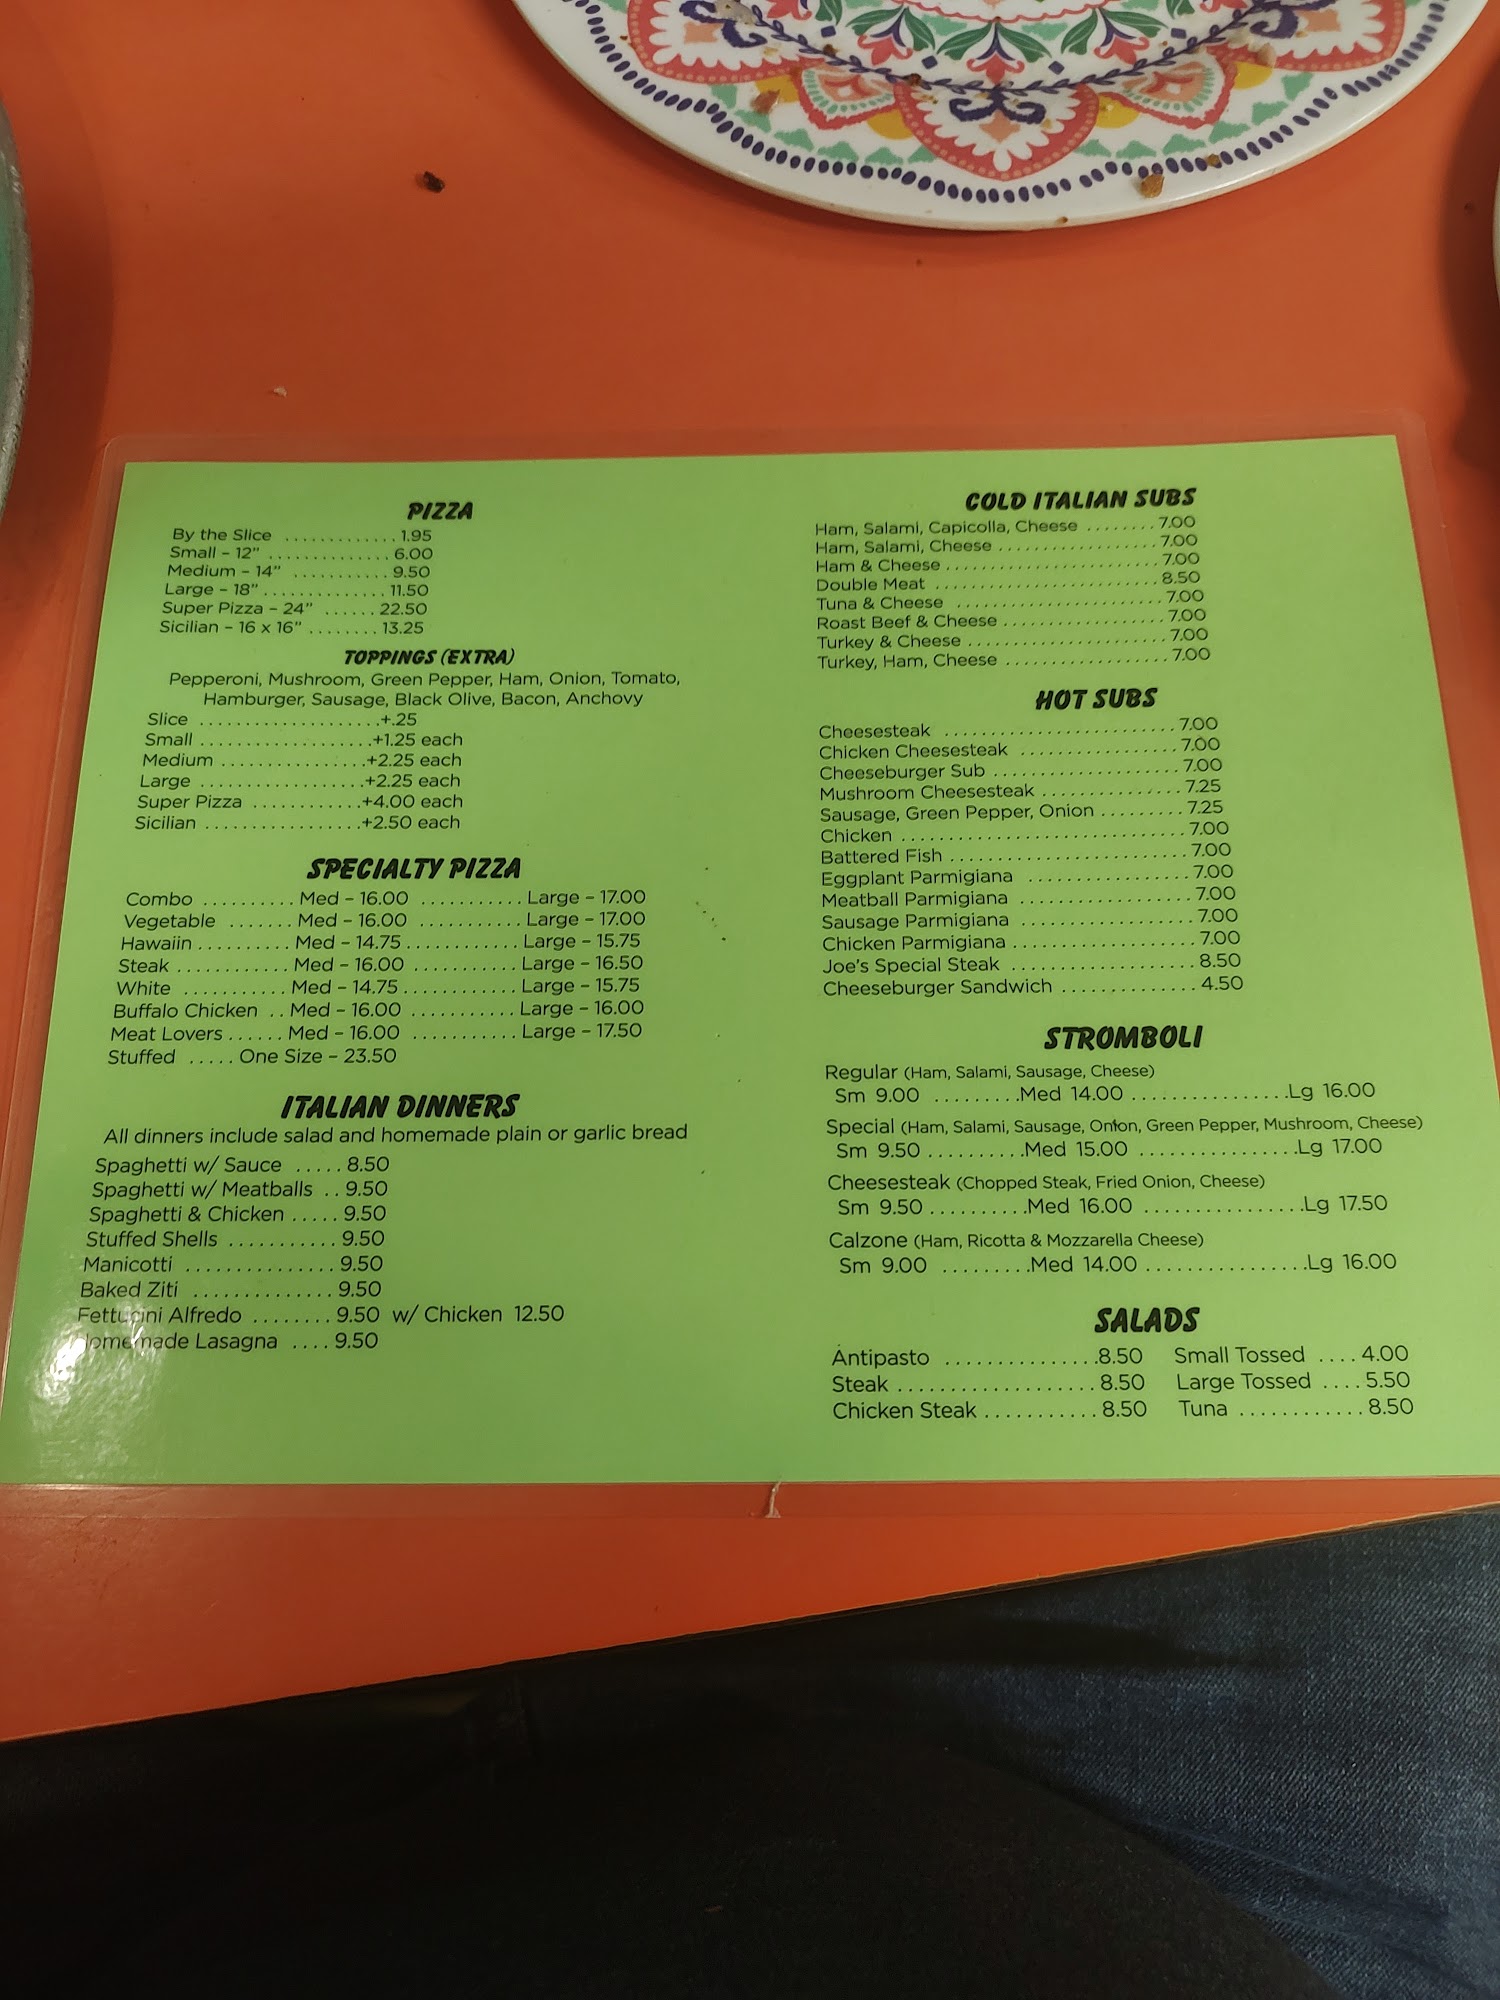 PIZZA
By the Slice ............. 1.95
Small – 12" .............. 6.00
Medium – 14" ........... 9.50
Large – 18" .............. 11.50
Super Pizza – 24" ...... 22.50
Sicilian – 16 x 16" ........ 13.25
TOPPINGS (EXTRA)
Pepperoni, Mushroom, Green Pepper, Ham, Onion, Tomato,
Hamburger, Sausage, Black Olive, Bacon, Anchovy
Slice ....................+.25
Small ...................+1.25 each
Medium ................+2.25 each
Large ...................+2.25 each
Super Pizza ............+4.00 each
Sicilian .................+2.50 each
SPECIALTY PIZZA
Combo .......... Med – 16.00 ........... Large – 17.00
Vegetable ....... Med – 16.00 ........... Large – 17.00
Hawaiin .......... Med – 14.75 ............ Large – 15.75
Steak ............ Med – 16.00 ........... Large – 16.50
White ........... Med – 14.75 ............ Large – 15.75
Buffalo Chicken .. Med – 16.00 ........... Large – 16.00
Meat Lovers ...... Med – 16.00 ........... Large – 17.50
Stuffed ..... One Size – 23.50
ITALIAN DINNERS
All dinners include salad and homemade plain or garlic bread
Spaghetti w/ Sauce ..... 8.50
Spaghetti w/ Meatballs .. 9.50
Spaghetti & Chicken ..... 9.50
Stuffed Shells ........... 9.50
Manicotti ............... 9.50
Baked Ziti .............. 9.50
Fettucini Alfredo ........ 9.50 w/ Chicken 12.50
Homemade Lasagna .... 9.50
COLD ITALIAN SUBS
Ham, Salami, Capicolla, Cheese ........ 7.00
Ham, Salami, Cheese .................. 7.00
Ham & Cheese ........................ 7.00
Double Meat ......................... 8.50
Tuna & Cheese ....................... 7.00
Roast Beef & Cheese .................. 7.00
Turkey & Cheese ...................... 7.00
Turkey, Ham, Cheese .................. 7.00
HOT SUBS
Cheesesteak ......................... 7.00
Chicken Cheesesteak ................. 7.00
Cheeseburger Sub .................... 7.00
Mushroom Cheesesteak ............... 7.25
Sausage, Green Pepper, Onion ......... 7.25
Chicken .............................. 7.00
Battered Fish ......................... 7.00
Eggplant Parmigiana ................. 7.00
Meatball Parmigiana .................. 7.00
Sausage Parmigiana .................. 7.00
Chicken Parmigiana ................... 7.00
Joe's Special Steak ................... 8.50
Cheeseburger Sandwich .............. 4.50
STROMBOLI
Regular (Ham, Salami, Sausage, Cheese)
Sm 9.00 .........Med 14.00 ................Lg 16.00
Special (Ham, Salami, Sausage, Onion, Green Pepper, Mushroom, Cheese)
Sm 9.50 ..........Med 15.00 ................Lg 17.00
Cheesesteak (Chopped Steak, Fried Onion, Cheese)
Sm 9.50 ..........Med 16.00 ................Lg 17.50
Calzone (Ham, Ricotta & Mozzarella Cheese)
Sm 9.00 .........Med 14.00 ................Lg 16.00
SALADS
Antipasto ...............8.50 Small Tossed .... 4.00
Steak .................... 8.50 Large Tossed .... 5.50
Chicken Steak ........... 8.50 Tuna ............ 8.50